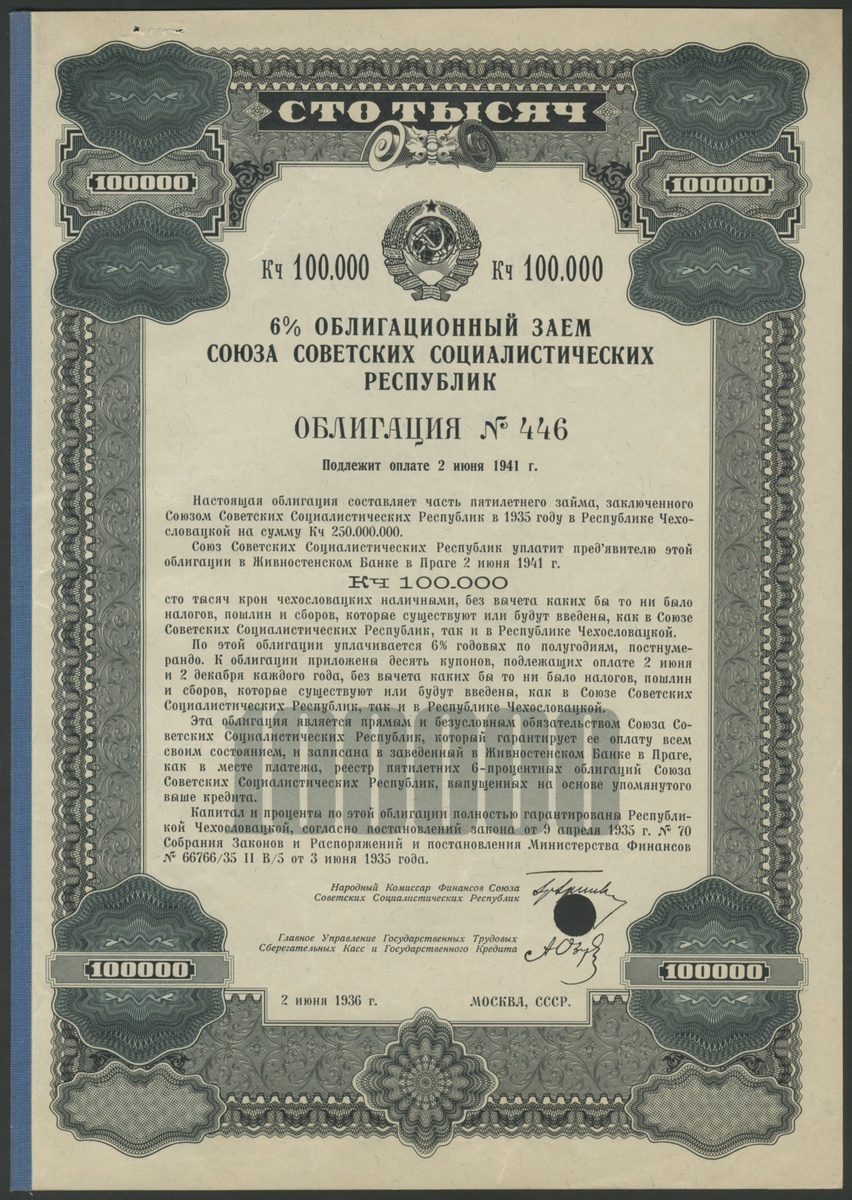 СТО ТЫСЯЧ
100000 100000
Кч 100.000 Кч 100.000
6% ОБЛИГАЦИОННЫЙ ЗАЕМ
СОЮЗА СОВЕТСКИХ СОЦИАЛИСТИЧЕСКИХ
РЕСПУБЛИК
ОБЛИГАЦИЯ № 446
Подлежит оплате 2 июня 1941 г.
Настоящая облигация составляет часть пятилетнего займа, заключенного
Союзом Советских Социалистических Республик в 1935 году в Республике Чехо-
словацкой на сумму Кч 250.000.000.
Союз Советских Социалистических Республик уплатит пред'явителю этой
облигации в Живностенском Банке в Праге 2 июня 1941 г.
Кч 100.000
сто тысяч крон чехословацких наличными, без вычета каких бы то ни было
налогов, пошлин и сборов, которые существуют или будут введены, как в Союзе
Советских Социалистических Республик, так и в Республике Чехословацкой.
По этой облигации уплачивается 6% годовых по полугодиям, постнуме-
рандо. К облигации приложены десять купонов, подлежащих оплате 2 июня
и 2 декабря каждого года, без вычета каких бы то ни было налогов, пошлин
и сборов, которые существуют или будут введены, как в Союзе Советских
Социалистических Республик, так и в Республике Чехословацкой.
Эта облигация является прямым и безусловным обязательством Союза Со-
ветских Социалистических Республик, который гарантирует ее оплату всем
своим состоянием, и записана в заведенный в Живностенском Банке в Праге,
как в месте платежа, реестр пятилетних 6-процентных облигаций Союза
Советских Социалистических Республик, выпущенных на основе упомянутого
выше кредита.
Капитал и проценты по этой облигации полностью гарантированы Республи-
кой Чехословацкой, согласно постановлений закона от 9 апреля 1935 г. № 70
Собрания Законов и Распоряжений и постановления Министерства Финансов
№ 66766/35 II В/5 от 3 июня 1935 года.
Народный Комиссар Финансов Союза
Советских Социалистических Республик
Главное Управление Государственных Трудовых
Сберегательных Касс и Государственного Кредита
100000 100000
2 июня 1936 г. МОСКВА, СССР.